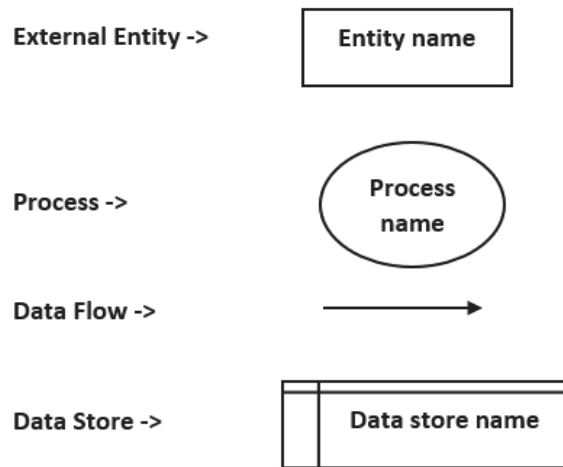 External Entity ->
Entity name
Process ->
Process
name
Data Flow ->
Data Store ->
Data store name